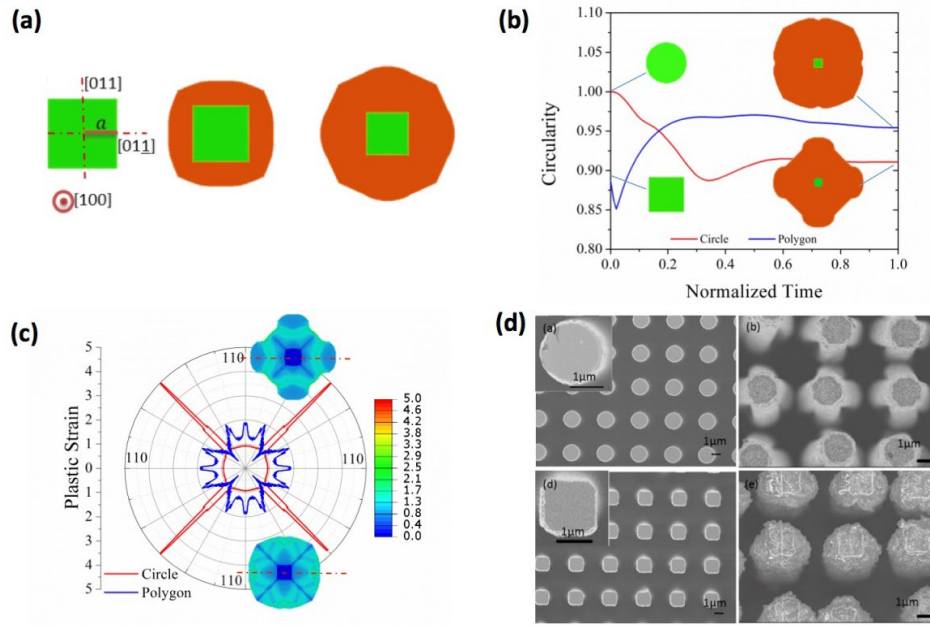 (a)
[011]
a
[011]
[100]
(b)
1.10
1.05
1.00
0.95
0.90
0.85
0.80
Circularity
Circle
Polygon
0.0 0.2 0.4 0.6 0.8 1.0
Normalized Time
(c)
5
4
3
2
1
0
1
2
3
4
5
Plastic Strain
110
110
110
110
Circle
Polygon
5.0
4.6
4.2
3.8
3.3
2.9
2.5
2.1
1.7
1.3
0.8
0.4
0.0
(d)
(a)
1μm
1μm
(b)
1μm
(d)
1μm
1μm
(e)
1μm